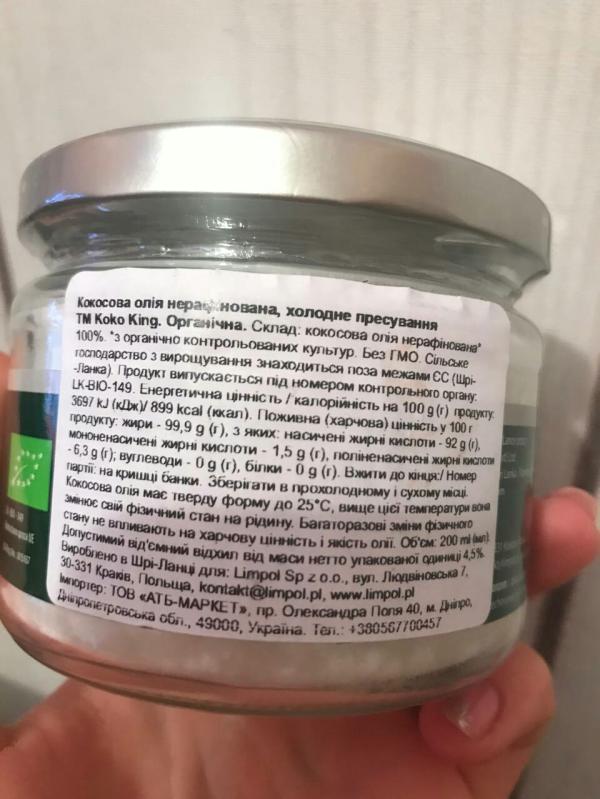 Кокосова олія нерафінована, холодне пресування
ТМ Koko King. Органічна. Склад: кокосова олія нерафінована*
100%. *з органічно контрольованих культур. Без ГМО. Сільське
господарство з вирощування знаходиться поза межами ЄС (Шрі-
-Ланка). Продукт випускається під номером контрольного органу:
LK-BIO-149. Енергетична цінність / калорійність на 100 g (г) продукту:
3697 kJ (кДж)/ 899 kcal (ккал). Поживна (харчова) цінність у 100 г
продукту: жири - 99,9 g (г), з яких: насичені жирні кислоти - 92 g (г),
мононенасичені жирні кислоти - 1,5 g (г), поліненасичені жирні кислоти
- 6,3 g (г); вуглеводи - 0 g (г), білки - 0 g (г). Вжити до кінця:/ Номер
партії: на кришці банки. Зберігати в прохолодному і сухому місці.
Кокосова олія має тверду форму до 25°С, вище цієї температури вона
змінює свій фізичний стан на рідину. Багаторазові зміни фізичного
стану не впливають на харчову цінність і якість олії. Об'єм: 200 ml (мл).
Допустимий від'ємний відхил від маси нетто упакованої одиниці 4,5%.
Вироблено в Шрі-Ланці для: Limpol Sp z o.o., вул. Людвіновська 7,
30-331 Краків, Польща, kontakt@limpol.pl, www.limpol.pl
Імпортер: ТОВ «АТБ-МАРКЕТ», пр. Олександра Поля 40, м. Дніпро,
Дніпропетровська обл., 49000, Україна. Тел.: +380567700457